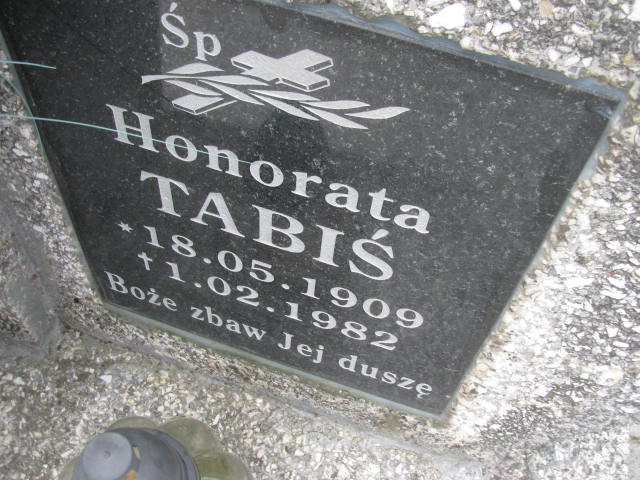 Śp
Honorata
TABIŚ
* 18.05.1909
† 1.02.1982
Boże zbaw Jej duszę